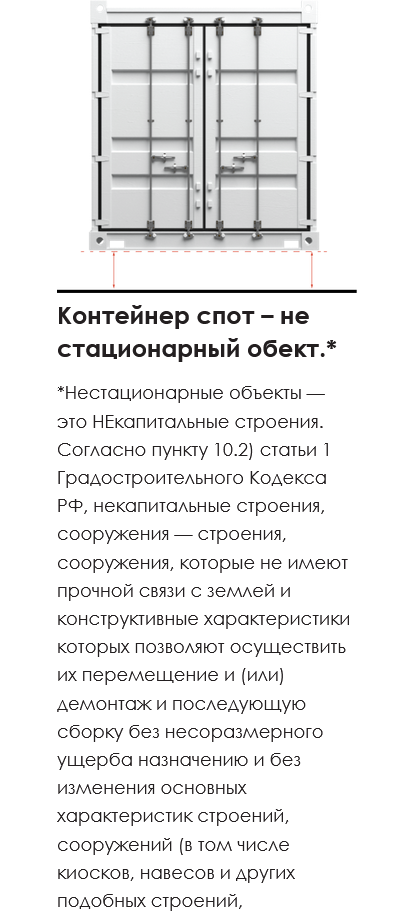 Контейнер спот – не
стационарный обект.*
*Нестационарные объекты —
это НЕкапитальные строения.
Согласно пункту 10.2) статьи 1
Градостроительного Кодекса
РФ, некапитальные строения,
сооружения — строения,
сооружения, которые не имеют
прочной связи с землей и
конструктивные характеристики
которых позволяют осуществить
их перемещение и (или)
демонтаж и последующую
сборку без несоразмерного
ущерба назначению и без
изменения основных
характеристик строений,
сооружений (в том числе
киосков, навесов и других
подобных строений,